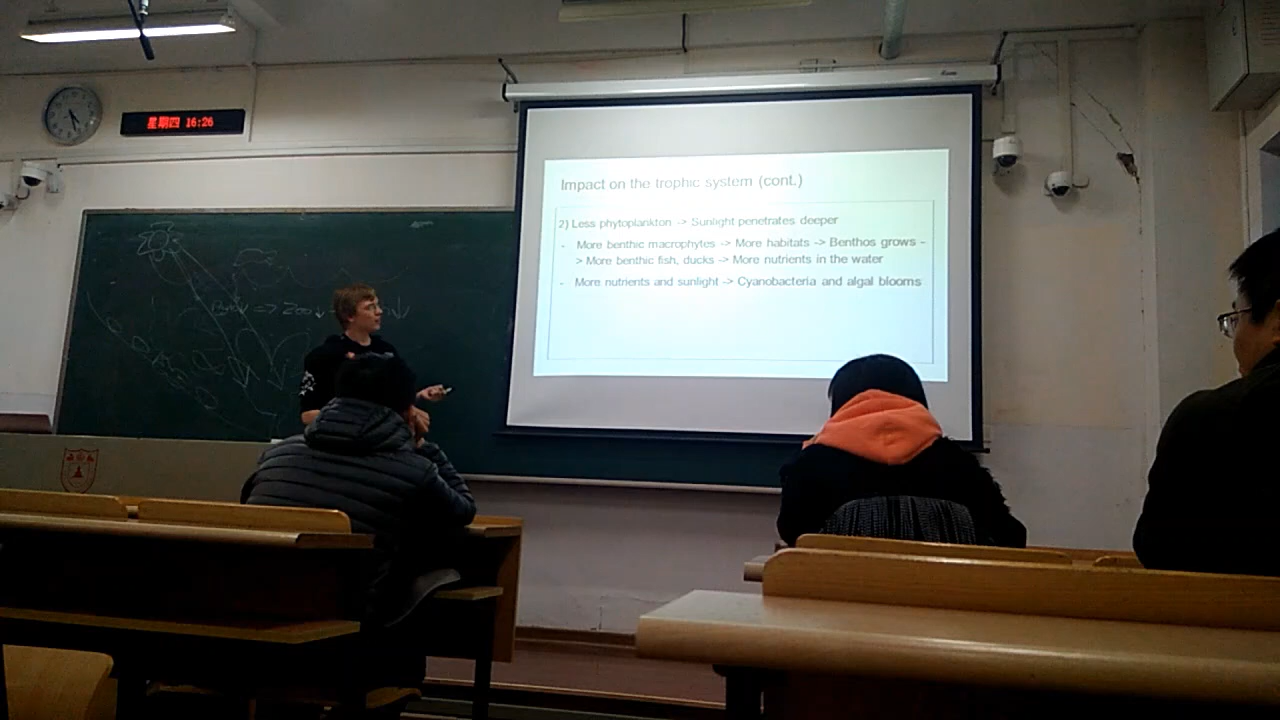 星期四 16:26
Impact on the trophic system (cont.)
2) Less phytoplankton -> Sunlight penetrates deeper
- More benthic macrophytes -> More habitats -> Benthos grows -
> More benthic fish, ducks -> More nutrients in the water
- More nutrients and sunlight -> Cyanobacteria and algal blooms